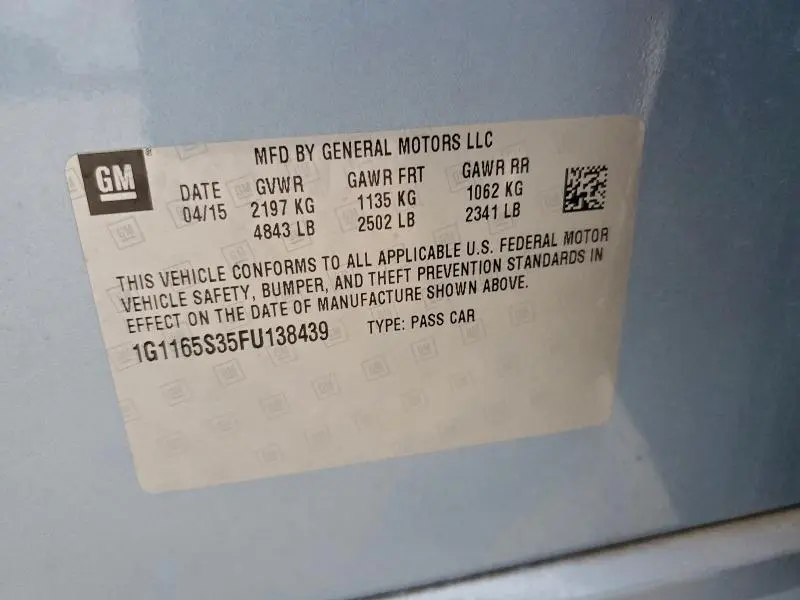 MFD BY GENERAL MOTORS LLC
GM
DATE GVWR GAWR FRT GAWR RR
04/15 2197 KG 1135 KG 1062 KG
4843 LB 2502 LB 2341 LB
THIS VEHICLE CONFORMS TO ALL APPLICABLE U.S. FEDERAL MOTOR
VEHICLE SAFETY, BUMPER, AND THEFT PREVENTION STANDARDS IN
EFFECT ON THE DATE OF MANUFACTURE SHOWN ABOVE.
1G1165S35FU138439 TYPE: PASS CAR